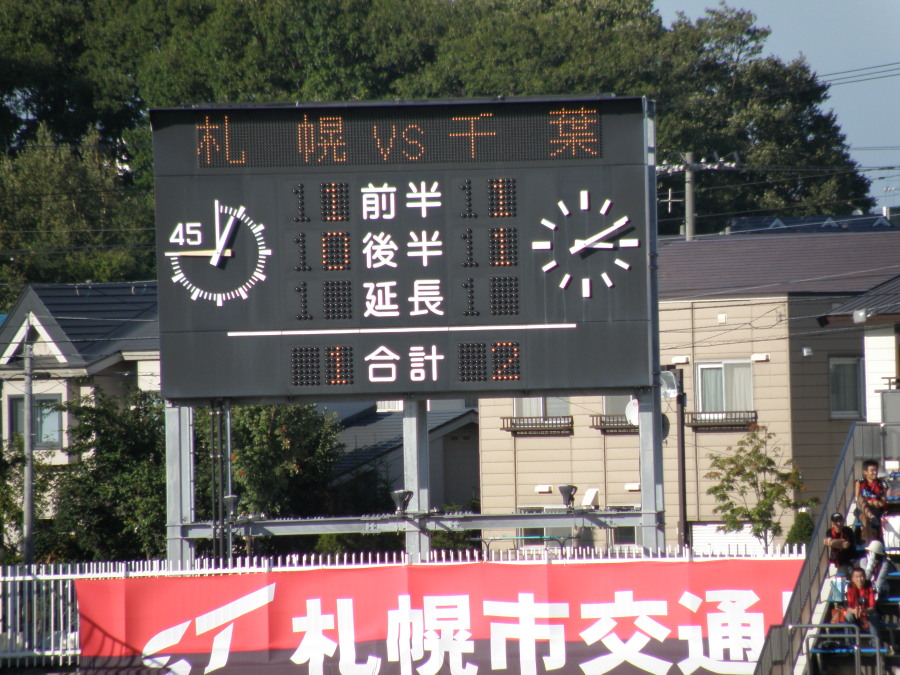 札幌 vs 千葉
45
1 前半 1
0 後半 1
延長
1 合計 2
ST 札幌市交通